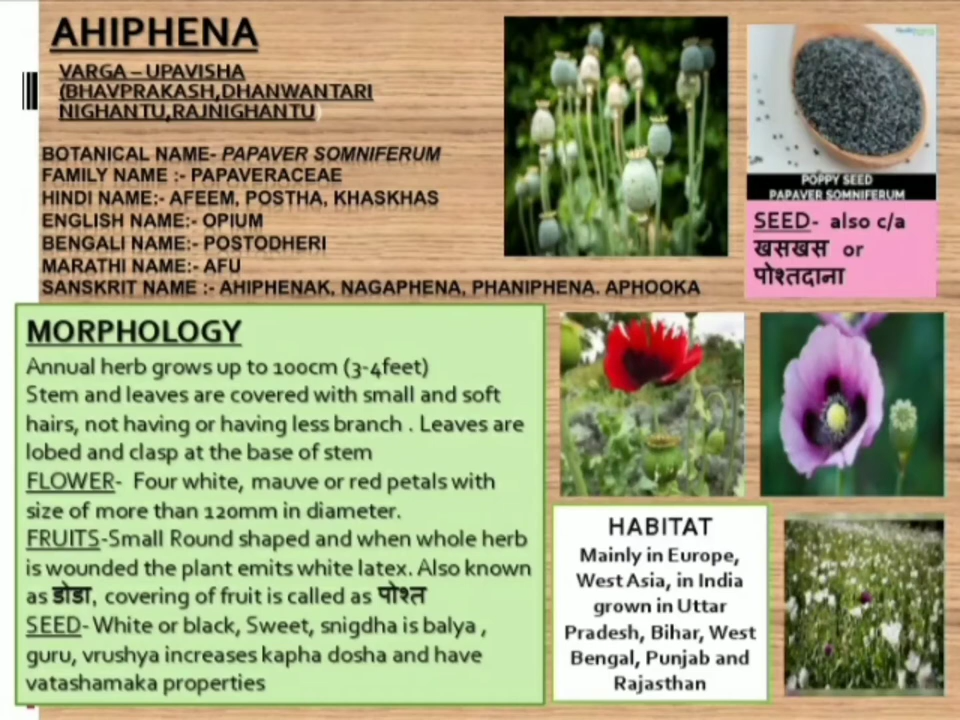 AHIPHENA
VARGA – UPAVISHA
(BHAVPRAKASH,DHANWANTARI
NIGHANTU,RAJNIGHANTU)
BOTANICAL NAME- PAPAVER SOMNIFERUM
FAMILY NAME :- PAPAVERACEAE
HINDI NAME:- AFEEM, POSTHA, KHASKHAS
ENGLISH NAME:- OPIUM
BENGALI NAME:- POSTODHERI
MARATHI NAME:- AFU
SANSKRIT NAME :- AHIPHENAK, NAGAPHENA, PHANIPHENA. APHOOKA
POPPY SEED
PAPAVER SOMNIFERUM
SEED- also c/a
खसखस or
पोश्तदाना
MORPHOLOGY
Annual herb grows up to 100cm (3-4feet)
Stem and leaves are covered with small and soft
hairs, not having or having less branch . Leaves are
lobed and clasp at the base of stem
FLOWER- Four white, mauve or red petals with
size of more than 120mm in diameter.
FRUITS-Small Round shaped and when whole herb
is wounded the plant emits white latex. Also known
as डोडा, covering of fruit is called as पोश्त
SEED- White or black, Sweet, snigdha is balya ,
guru, vrushya increases kapha dosha and have
vatashamaka properties
HABITAT
Mainly in Europe,
West Asia, in India
grown in Uttar
Pradesh, Bihar, West
Bengal, Punjab and
Rajasthan